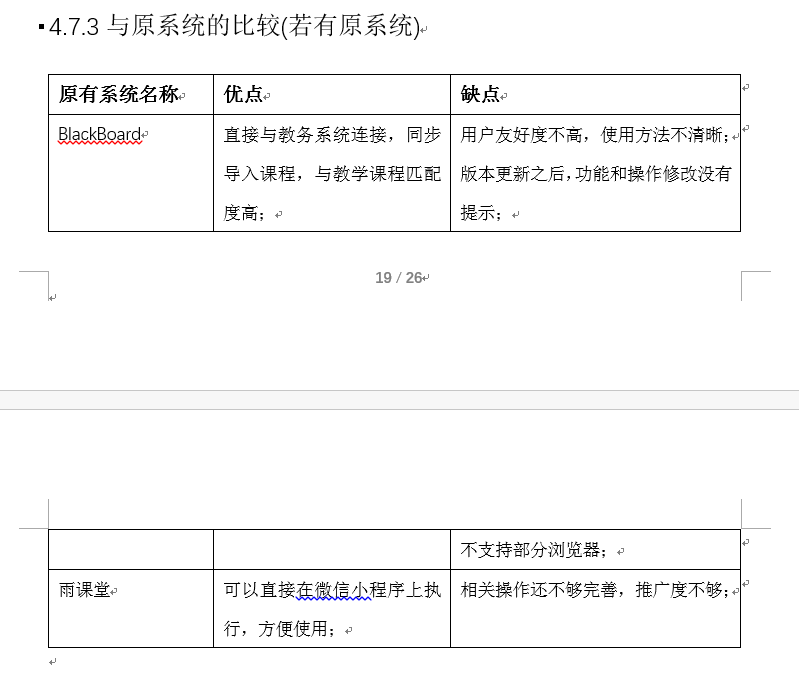 4.7.3 与原系统的比较(若有原系统)
原有系统名称 优点 缺点
BlackBoard 直接与教务系统连接，同步 用户友好度不高，使用方法不清晰；
导入课程，与教学课程匹配 版本更新之后，功能和操作修改没有
度高； 提示；
19 / 26
不支持部分浏览器；
雨课堂 可以直接在微信小程序上执 相关操作还不够完善，推广度不够；
行，方便使用；